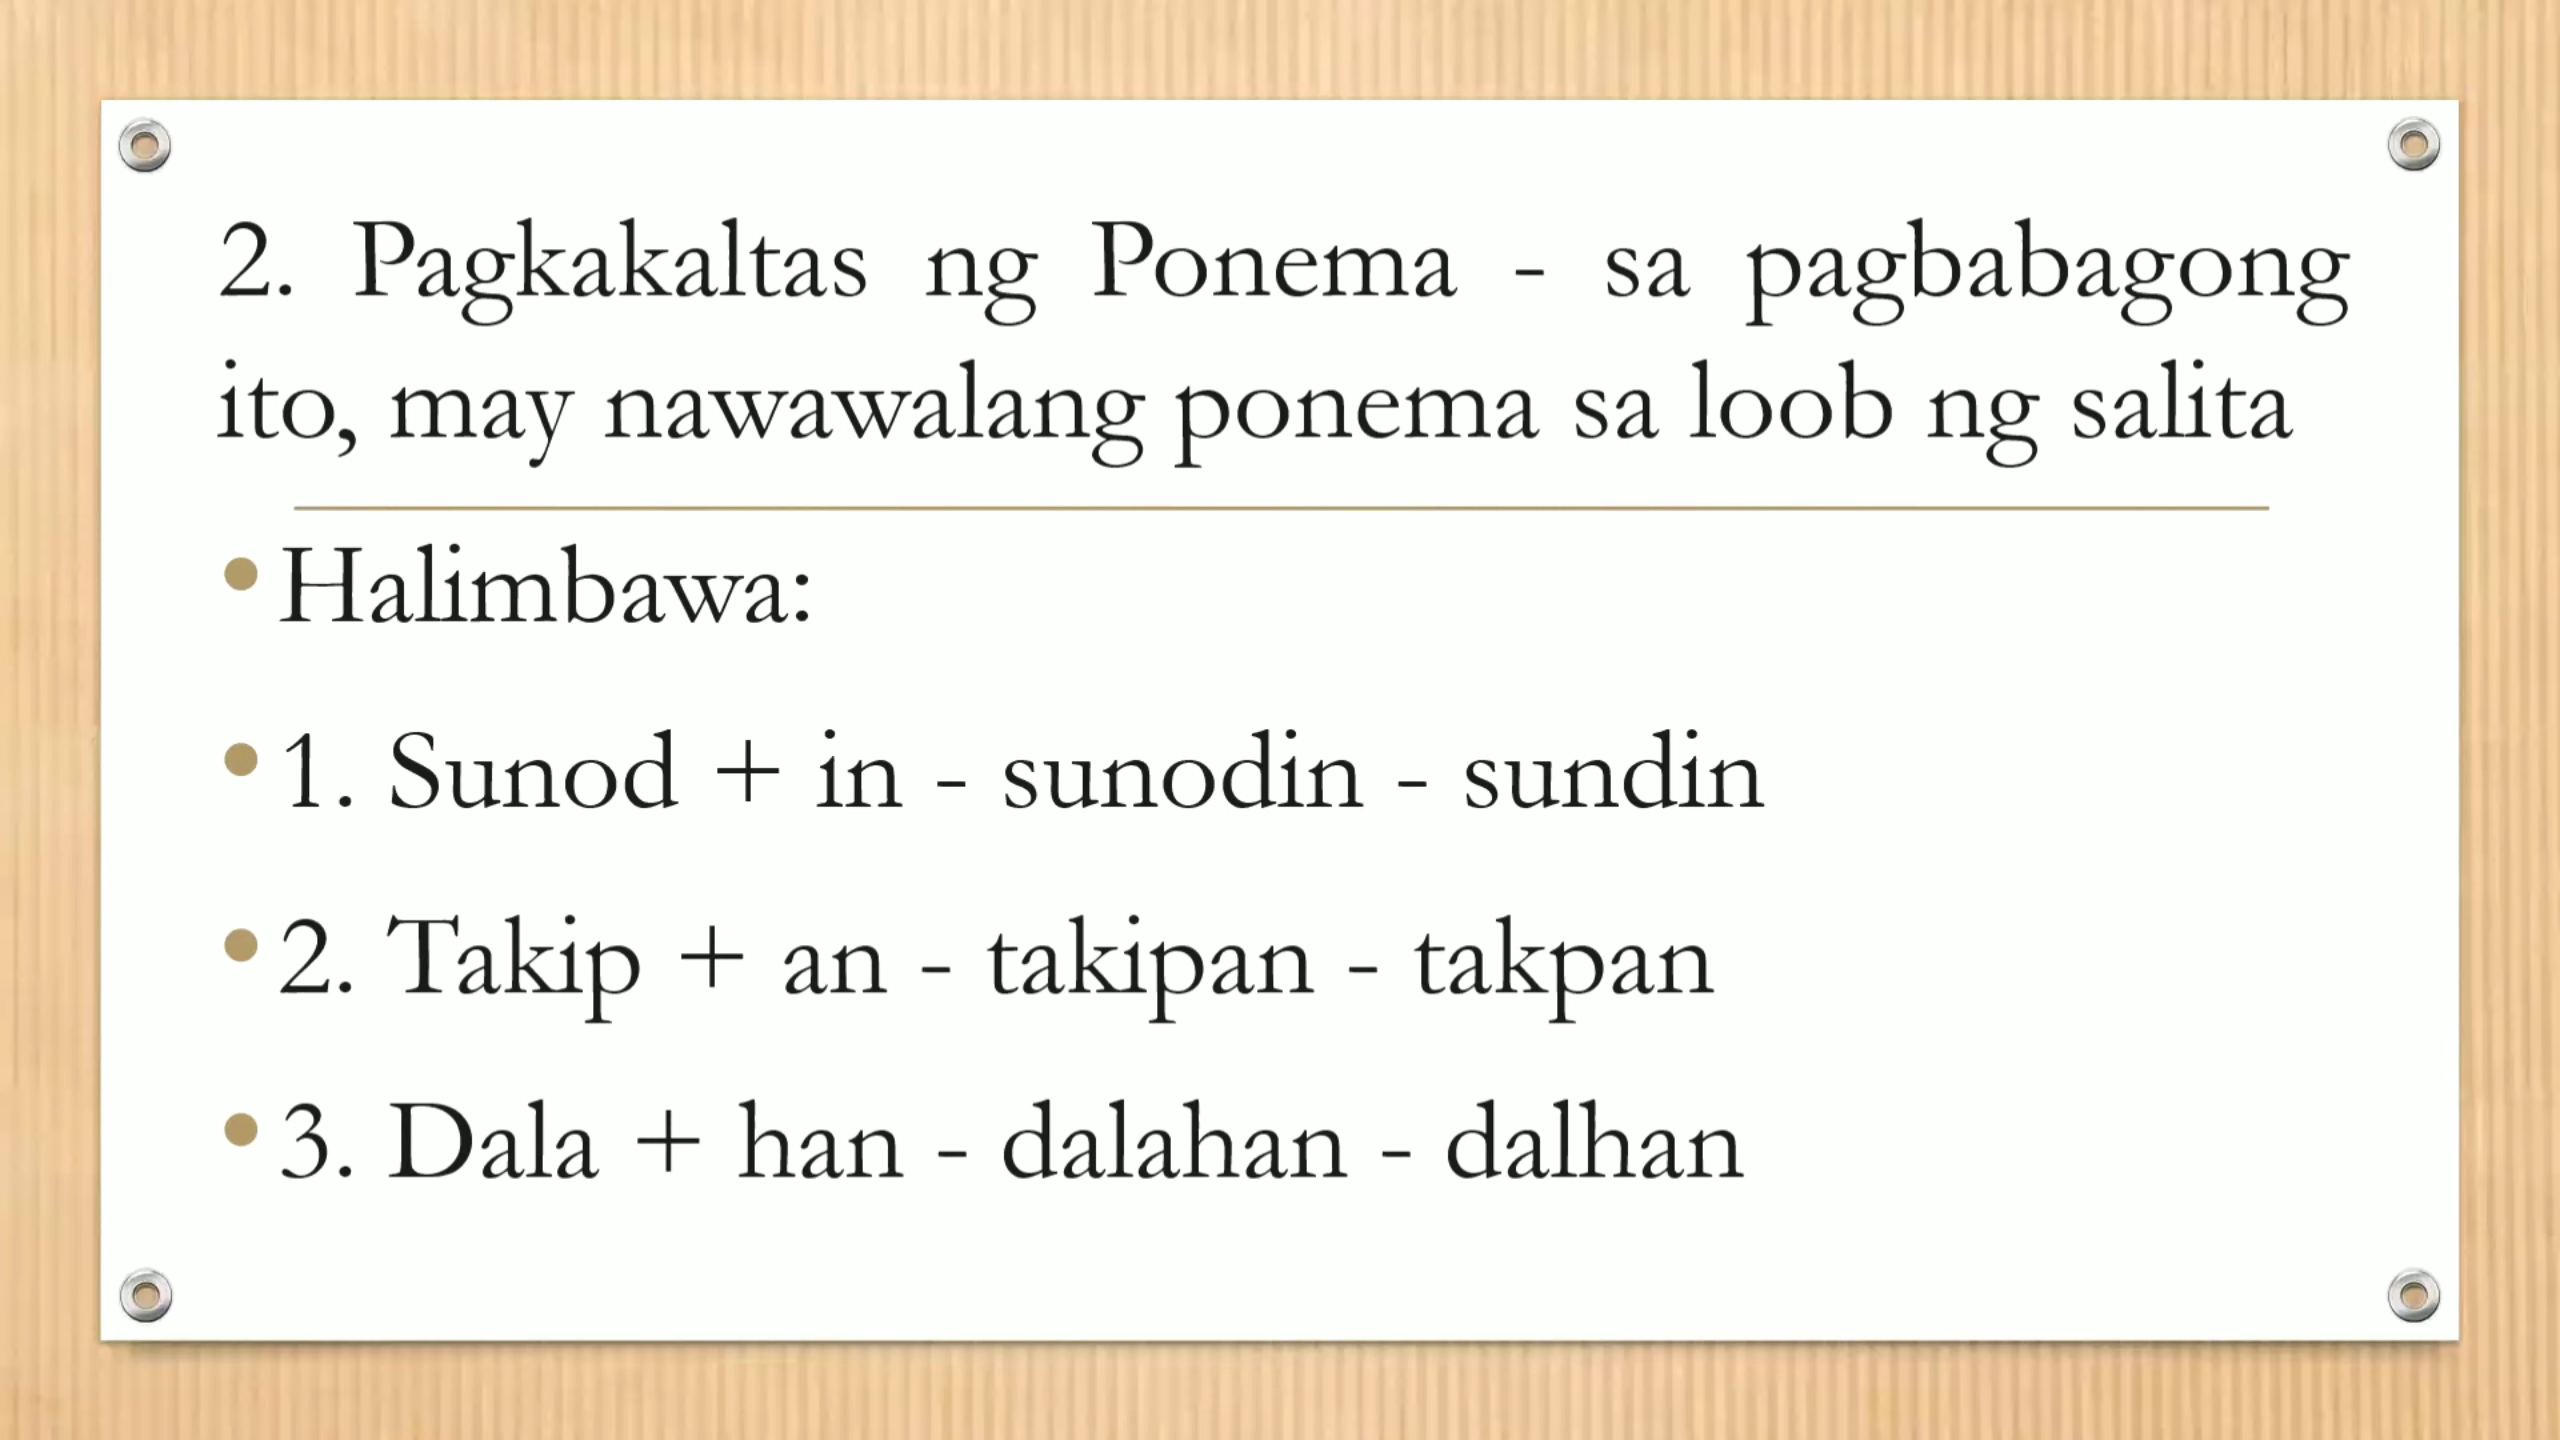 2. Pagkakaltas ng Ponema - sa pagbabagong
ito, may nawawalang ponema sa loob ng salita
• Halimbawa:
• 1. Sunod + in - sunodin - sundin
• 2. Takip + an - takipan - takpan
• 3. Dala + han - dalahan - dalhan